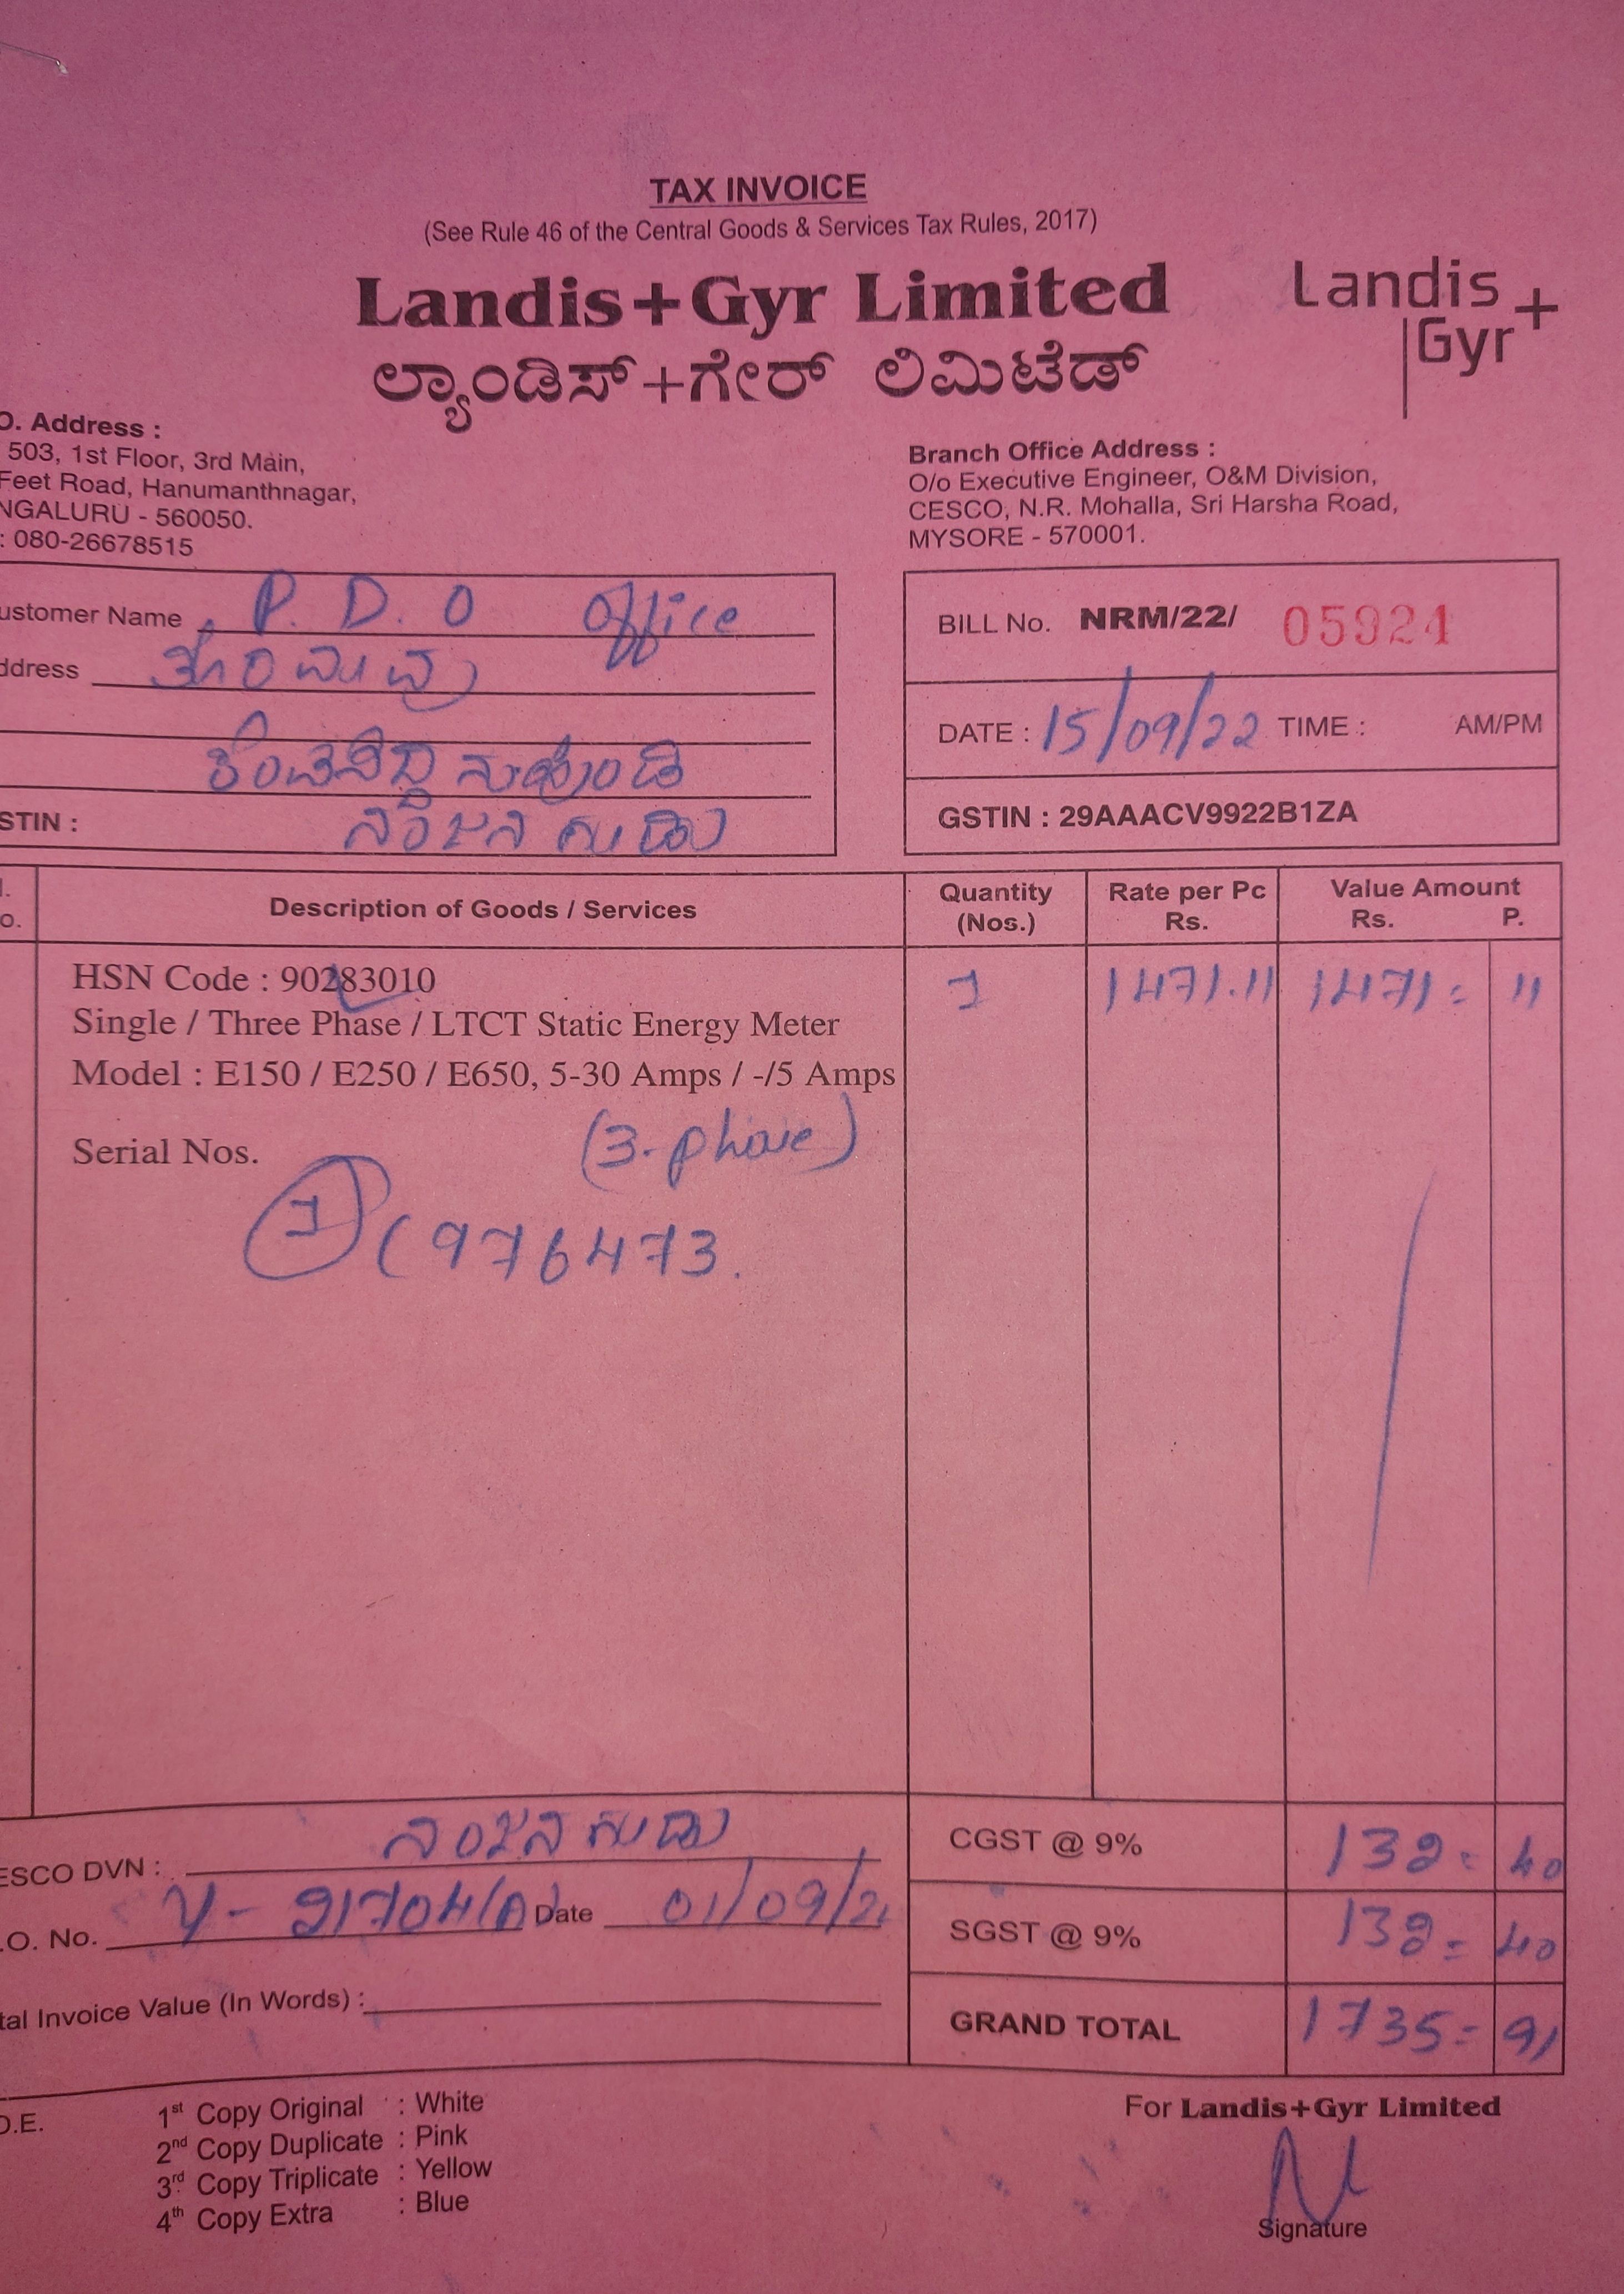 TAX INVOICE
(See Rule 46 of the Central Goods & Services Tax Rules, 2017)
Landis+Gyr Limited
ಲ್ಯಾಂಡಿಸ್+ಗೇರ್ ಲಿಮಿಟೆಡ್
Landis
Gyr+
O. Address :
503, 1st Floor, 3rd Main,
Feet Road, Hanumanthnagar,
NGALURU - 560050.
: 080-26678515
Branch Office Address :
O/o Executive Engineer, O&M Division,
CESCO, N.R. Mohalla, Sri Harsha Road,
MYSORE - 570001.
ustomer Name P. D. O Office
ddress
STIN : ನಂಜನಗೂಡು
BILL No. NRM/22/ 05924
DATE : 15/09/22 TIME : AM/PM
GSTIN : 29AAACV9922B1ZA
Description of Goods / Services Quantity (Nos.) Rate per Pc Rs. Value Amount Rs. P.
HSN Code : 90283010 1 1471.11 1471= 11
Single / Three Phase / LTCT Static Energy Meter
Model : E150 / E250 / E650, 5-30 Amps / -/5 Amps
Serial Nos. (3-phase)
1 (976473.
ESCO DVN : ನಂಜನಗೂಡು
.O. No. Date 01/09/2
tal Invoice Value (In Words) :
CGST @ 9% 132= 40
SGST @ 9% 132= 40
GRAND TOTAL 1735= 91
D.E.
1st Copy Original : White
2nd Copy Duplicate : Pink
3rd Copy Triplicate : Yellow
4th Copy Extra : Blue
For Landis+Gyr Limited
Signature